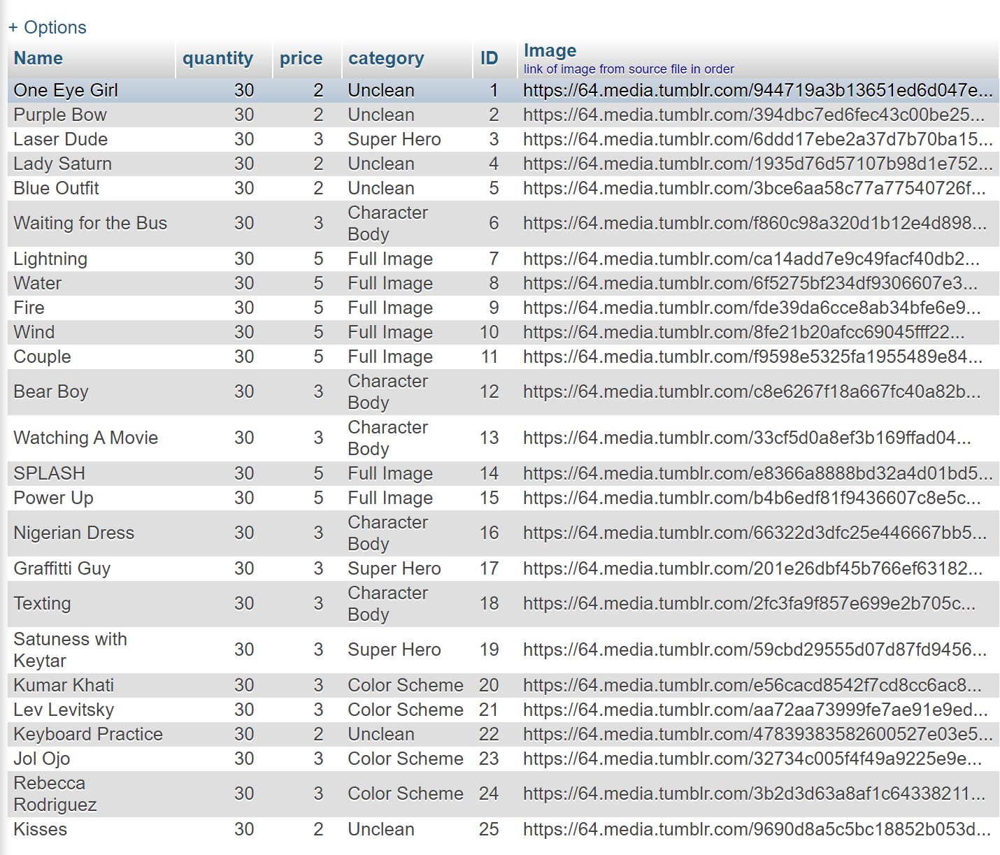 + Options
Name quantity price category ID Image
link of image from source file in order
One Eye Girl 30 2 Unclean 1 https://64.media.tumblr.com/944719a3b13651ed6d047e...
Purple Bow 30 2 Unclean 2 https://64.media.tumblr.com/394dbc7ed6fec43c00be25...
Laser Dude 30 3 Super Hero 3 https://64.media.tumblr.com/6ddd17ebe2a37d7b70ba15...
Lady Saturn 30 2 Unclean 4 https://64.media.tumblr.com/1935d76d57107b98d1e752...
Blue Outfit 30 2 Unclean 5 https://64.media.tumblr.com/3bce6aa58c77a77540726f...
Waiting for the Bus 30 3 Character Body 6 https://64.media.tumblr.com/f860c98a320d1b12e4d898...
Lightning 30 5 Full Image 7 https://64.media.tumblr.com/ca14add7e9c49facf40db2...
Water 30 5 Full Image 8 https://64.media.tumblr.com/6f5275bf234df9306607e3...
Fire 30 5 Full Image 9 https://64.media.tumblr.com/fde39da6cce8ab34bfe6e9...
Wind 30 5 Full Image 10 https://64.media.tumblr.com/8fe21b20afcc69045fff22...
Couple 30 5 Full Image 11 https://64.media.tumblr.com/f9598e5325fa1955489e84...
Bear Boy 30 3 Character Body 12 https://64.media.tumblr.com/c8e6267f18a667fc40a82b...
Watching A Movie 30 3 Character Body 13 https://64.media.tumblr.com/33cf5d0a8ef3b169ffad04...
SPLASH 30 5 Full Image 14 https://64.media.tumblr.com/e8366a8888bd32a4d01bd5...
Power Up 30 5 Full Image 15 https://64.media.tumblr.com/b4b6edf81f9436607c8e5c...
Nigerian Dress 30 3 Character Body 16 https://64.media.tumblr.com/66322d3dfc25e446667bb5...
Graffitti Guy 30 3 Super Hero 17 https://64.media.tumblr.com/201e26dbf45b766ef63182...
Texting 30 3 Character Body 18 https://64.media.tumblr.com/2fc3fa9f857e699e2b705c...
Satuness with Keytar 30 3 Super Hero 19 https://64.media.tumblr.com/59cbd29555d07d87fd9456...
Kumar Khati 30 3 Color Scheme 20 https://64.media.tumblr.com/e56cacd8542f7cd8cc6ac8...
Lev Levitsky 30 3 Color Scheme 21 https://64.media.tumblr.com/aa72aa73999fe7ae91e9ed...
Keyboard Practice 30 2 Unclean 22 https://64.media.tumblr.com/47839383582600527e03e5...
Jol Ojo 30 3 Color Scheme 23 https://64.media.tumblr.com/32734c005f4f49a9225e9e...
Rebecca Rodriguez 30 3 Color Scheme 24 https://64.media.tumblr.com/3b2d3d63a8af1c64338211...
Kisses 30 2 Unclean 25 https://64.media.tumblr.com/9690d8a5c5bc18852b053d...